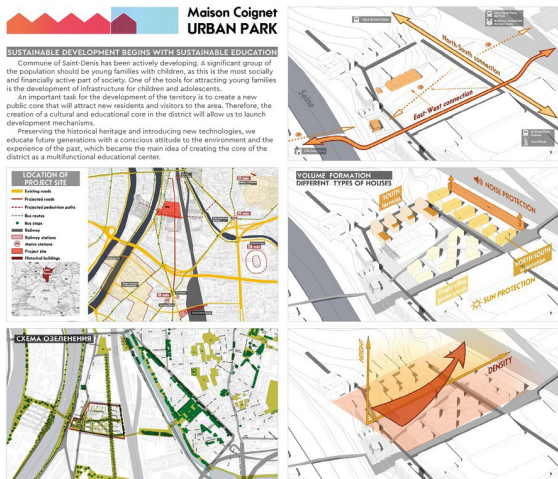 Maison Coignet
URBAN PARK
SUSTAINABLE DEVELOPMENT BEGINS WITH SUSTAINABLE EDUCATION
Commune of Saint-Denis has been actively developing. A significant group of
the population should be young families with children, as this is the most socially
and financially active part of society. One of the tools for attracting young families
is the development of infrastructure for children and adolescents.
An important task for the development of the territory is to create a new
public core that will attract new residents and visitors to the area. Therefore, the
creation of a cultural and educational core in the district will allow us to launch
development mechanisms.
Preserving the historical heritage and introducing new technologies, we
educate future generations with a conscious attitude to the environment and the
experience of the past, which became the main idea of creating the core of the
district as a multifunctional educational center.
North-South connection
East-West connection
Seine
LOCATION OF
PROJECT SITE
Existing roads
Projected roads
Projected pedestrian paths
Bus routes
Bus stops
Railway
Railway stations
Metro stations
Project site
Historical buildings
VOLUME FORMATION
DIFFERENT TYPES OF HOUSES
NOISE PROTECTION
SOUTH
NORTH-SOUTH
SUN PROTECTION
СХЕМА ОЗЕЛЕНЕНИЯ
HEIGHT
DENSITY